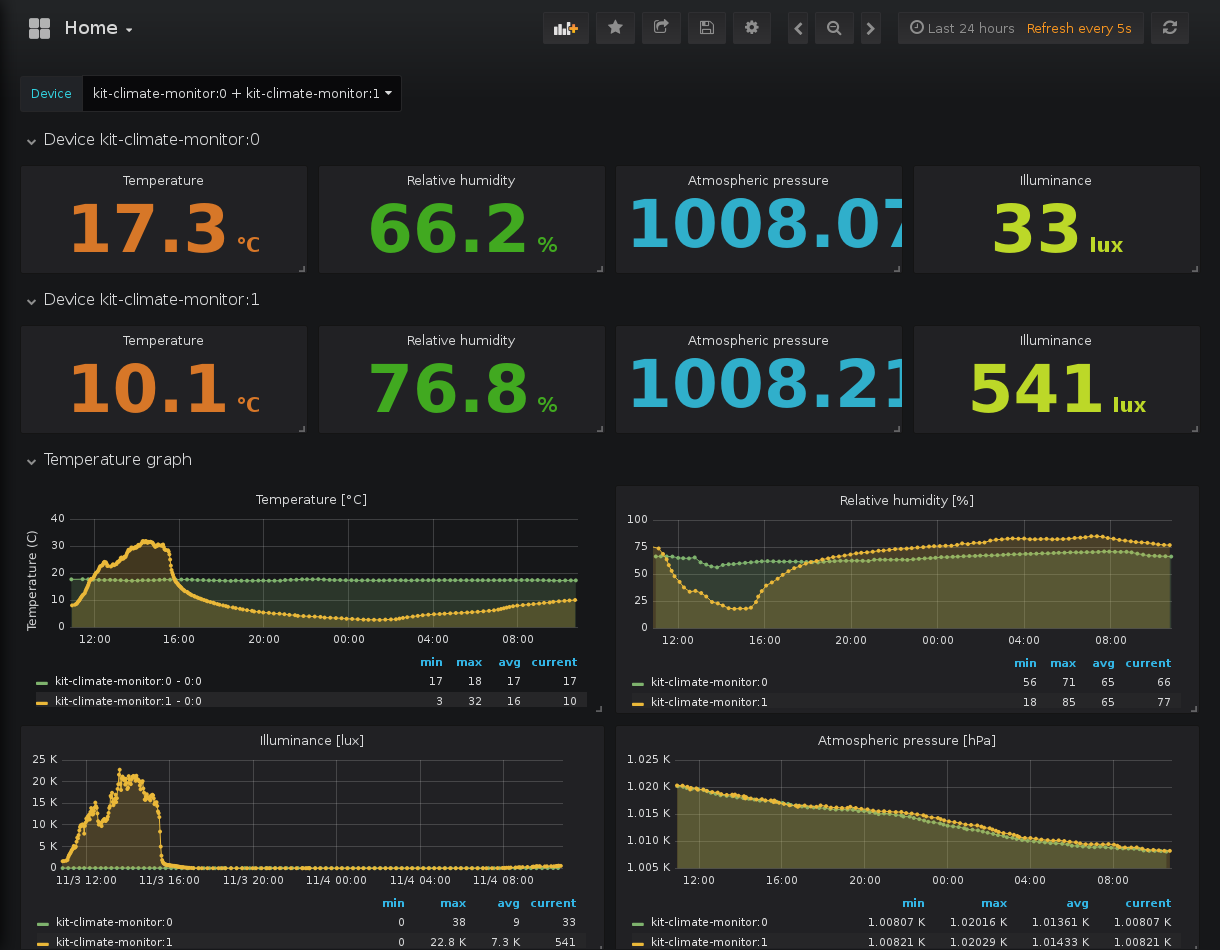 Home
Last 24 hours Refresh every 5s
Device kit-climate-monitor:0 + kit-climate-monitor:1
Device kit-climate-monitor:0
Temperature Relative humidity Atmospheric pressure Illuminance
17.3 °C 66.2 % 1008.07 33 lux
Device kit-climate-monitor:1
Temperature Relative humidity Atmospheric pressure Illuminance
10.1 °C 76.8 % 1008.21 541 lux
Temperature graph
Temperature [°C]
Temperature (C)
40
30
20
10
0
12:00 16:00 20:00 00:00 04:00 08:00
min max avg current
kit-climate-monitor:0 - 0:0 17 18 17 17
kit-climate-monitor:1 - 0:0 3 32 16 10
Relative humidity [%]
100
75
50
25
0
12:00 16:00 20:00 00:00 04:00 08:00
min max avg current
kit-climate-monitor:0 56 71 65 66
kit-climate-monitor:1 18 85 65 77
Illuminance [lux]
25 K
20 K
15 K
10 K
5 K
0
11/3 12:00 11/3 16:00 11/3 20:00 11/4 00:00 11/4 04:00 11/4 08:00
min max avg current
kit-climate-monitor:0 0 38 9 33
kit-climate-monitor:1 0 22.8 K 7.3 K 541
Atmospheric pressure [hPa]
1.025 K
1.020 K
1.015 K
1.010 K
1.005 K
12:00 16:00 20:00 00:00 04:00 08:00
min max avg current
kit-climate-monitor:0 1.00807 K 1.02016 K 1.01361 K 1.00807 K
kit-climate-monitor:1 1.00821 K 1.02029 K 1.01433 K 1.00821 K